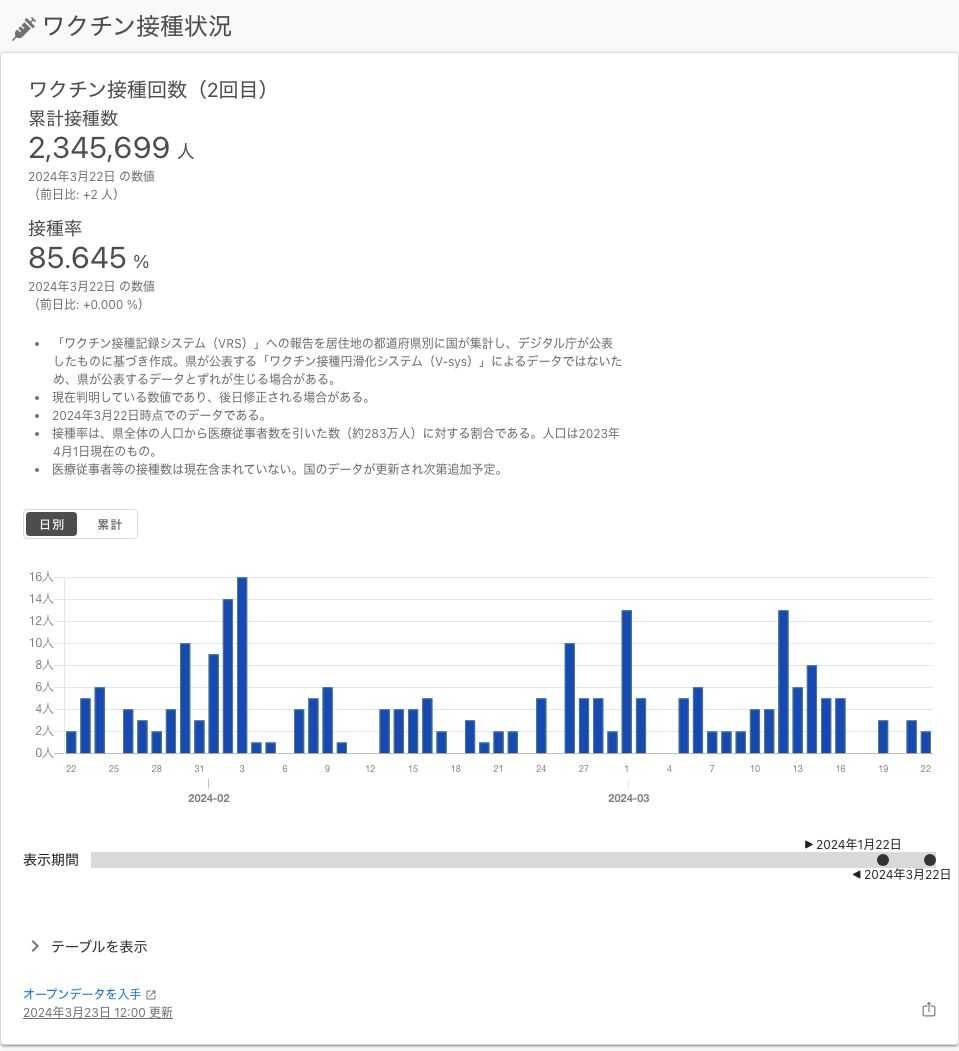 ワクチン接種状況
ワクチン接種回数（2回目）
累計接種数
2,345,699 人
2024年3月22日 の数値
（前日比: +2 人）
接種率
85.645 %
2024年3月22日 の数値
（前日比: +0.000 %）
• 「ワクチン接種記録システム（VRS）」への報告を居住地の都道府県別に国が集計し、デジタル庁が公表
したものに基づき作成。県が公表する「ワクチン接種円滑化システム（V-sys）」によるデータではないた
め、県が公表するデータとずれが生じる場合がある。
• 現在判明している数値であり、後日修正される場合がある。
• 2024年3月22日時点でのデータである。
• 接種率は、県全体の人口から医療従事者数を引いた数（約283万人）に対する割合である。人口は2023年
4月1日現在のもの。
• 医療従事者等の接種数は現在含まれていない。国のデータが更新され次第追加予定。
日別 累計
16人
14人
12人
10人
8人
6人
4人
2人
0人
22 25 28 31 3 6 9 12 15 18 21 24 27 1 4 7 10 13 16 19 22
2024-02 2024-03
▶ 2024年1月22日
表示期間
◀ 2024年3月22日
テーブルを表示
オープンデータを入手
2024年3月23日 12:00 更新